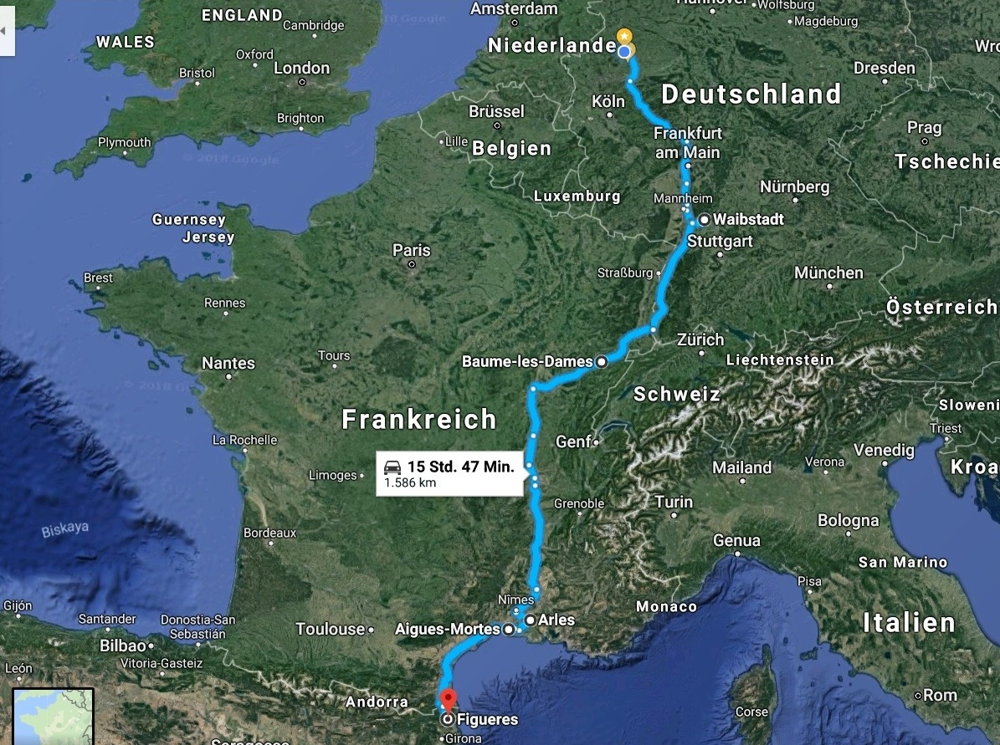 Amsterdam
Hannover
Wolfsburg
Magdeburg
ENGLAND
Cambridge
WALES
Niederlande
Oxford
London
Bristol
Dresden
Deutschland
Köln
Brüssel
Brighton
Lille
Belgien
Frankfurt
am Main
Prag
Plymouth
© 2018 Google
Tschechie
Luxemburg
Mannheim
Nürnberg
Guernsey
Jersey
Waibstadt
Stuttgart
Paris
Straßburg
München
Brest
Rennes
Österreich
Zürich
Tours
Nantes
Baume-les-Dames
Liechtenstein
Schweiz
Sloweni
Frankreich
Triest
La Rochelle
Genf
Venedig
Verona
Kroa
15 Std. 47 Min.
1.586 km
Limoges
Mailand
Grenoble
Turin
Biskaya
Bordeaux
Bologna
Genua
San Marino
Pisa
Nîmes
Monaco
Gijón
Santander
Donostia-San
Sebastián
Toulouse
Aigues-Mortes
Arles
Italien
Bilbao
Vitoria-Gasteiz
León
Andorra
Rom
Corse
Figueres
Girona